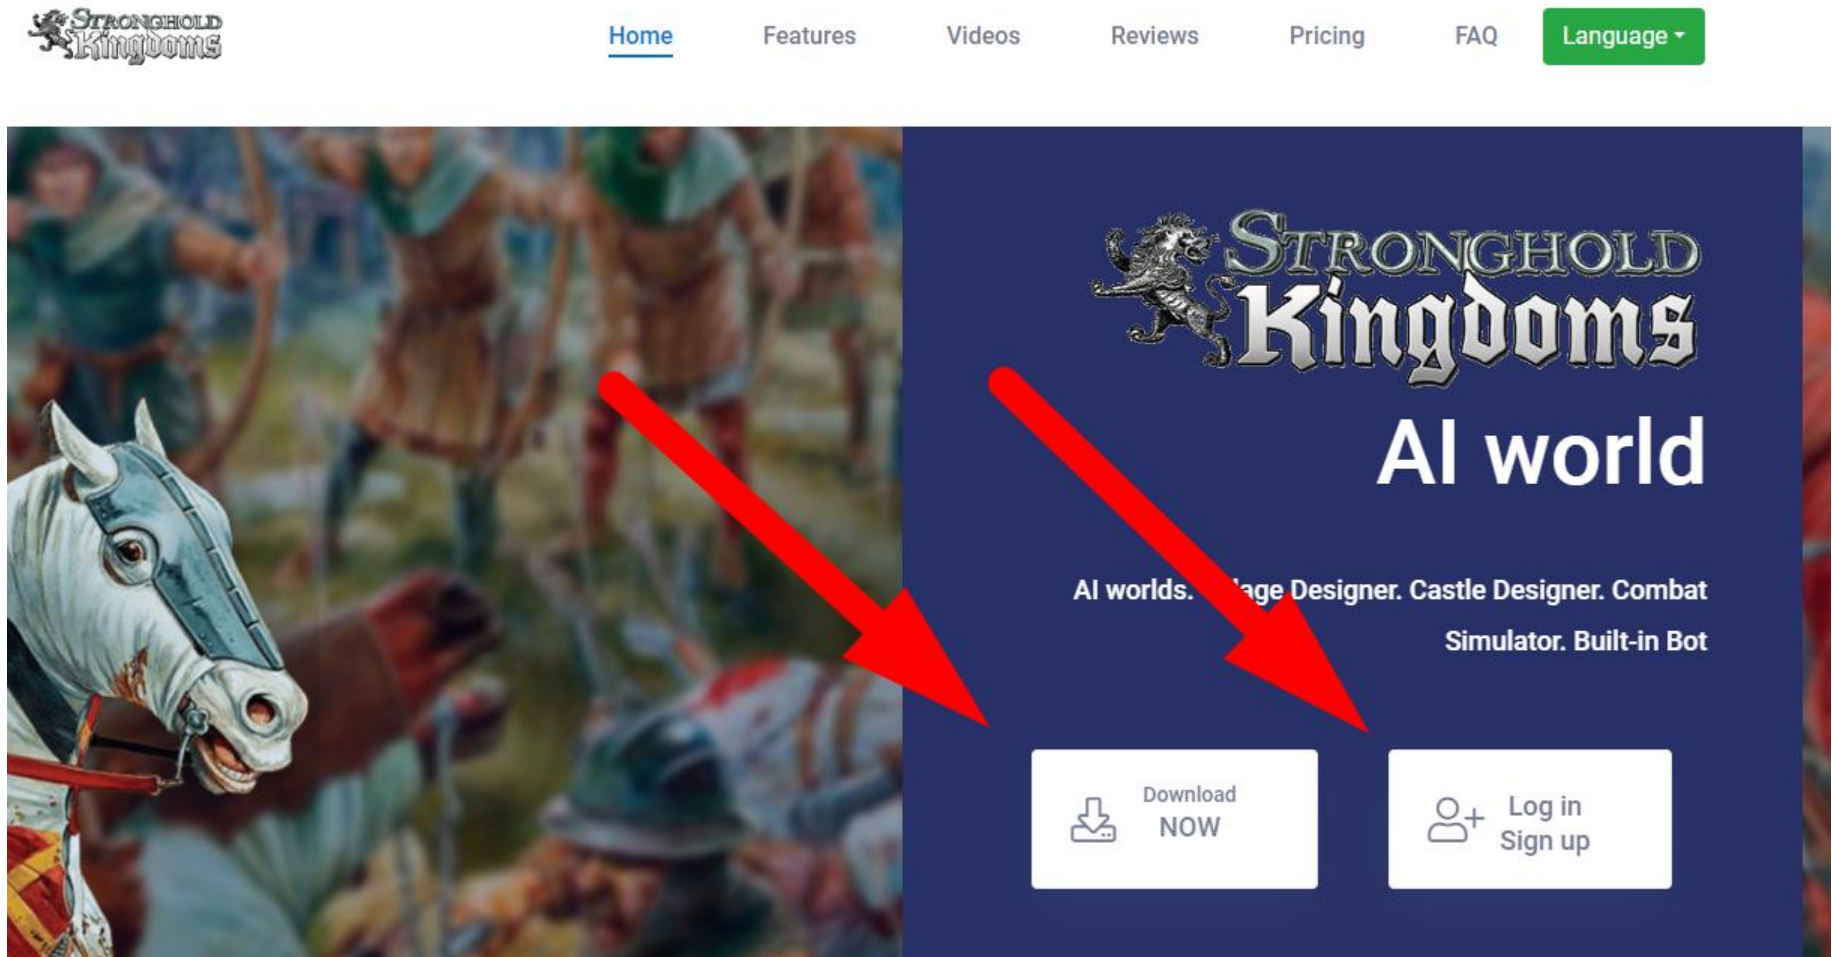 STRONGHOLD
Kingdoms
Home
Features
Videos
Reviews
Pricing
FAQ
Language
STRONGHOLD
Kingdoms
AI world
AI worlds. age Designer. Castle Designer. Combat
Simulator. Built-in Bot
Download
NOW
Log in
Sign up